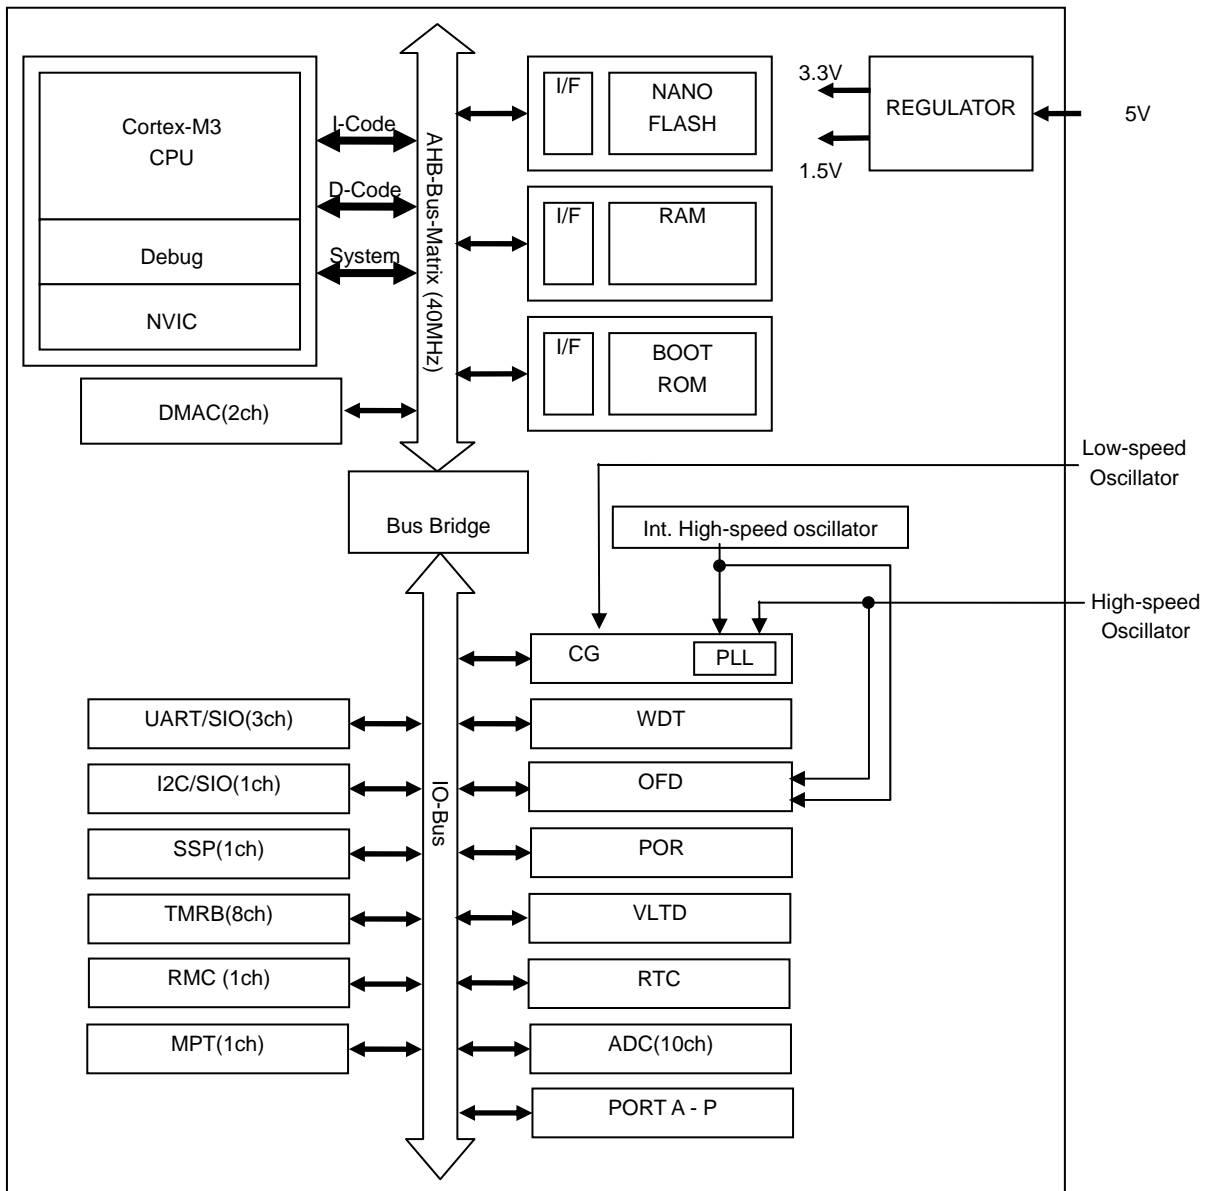 Cortex-M3
CPU
Debug
NVIC
I-Code
D-Code
System
AHB-Bus-Matrix (40MHz)
I/F
NANO
FLASH
I/F
RAM
I/F
BOOT
ROM
3.3V
1.5V
REGULATOR
5V
DMAC(2ch)
Bus Bridge
Low-speed
Oscillator
Int. High-speed oscillator
High-speed
Oscillator
CG
PLL
IO-Bus
UART/SIO(3ch)
WDT
I2C/SIO(1ch)
OFD
SSP(1ch)
POR
TMRB(8ch)
VLTD
RMC (1ch)
RTC
MPT(1ch)
ADC(10ch)
PORT A - P